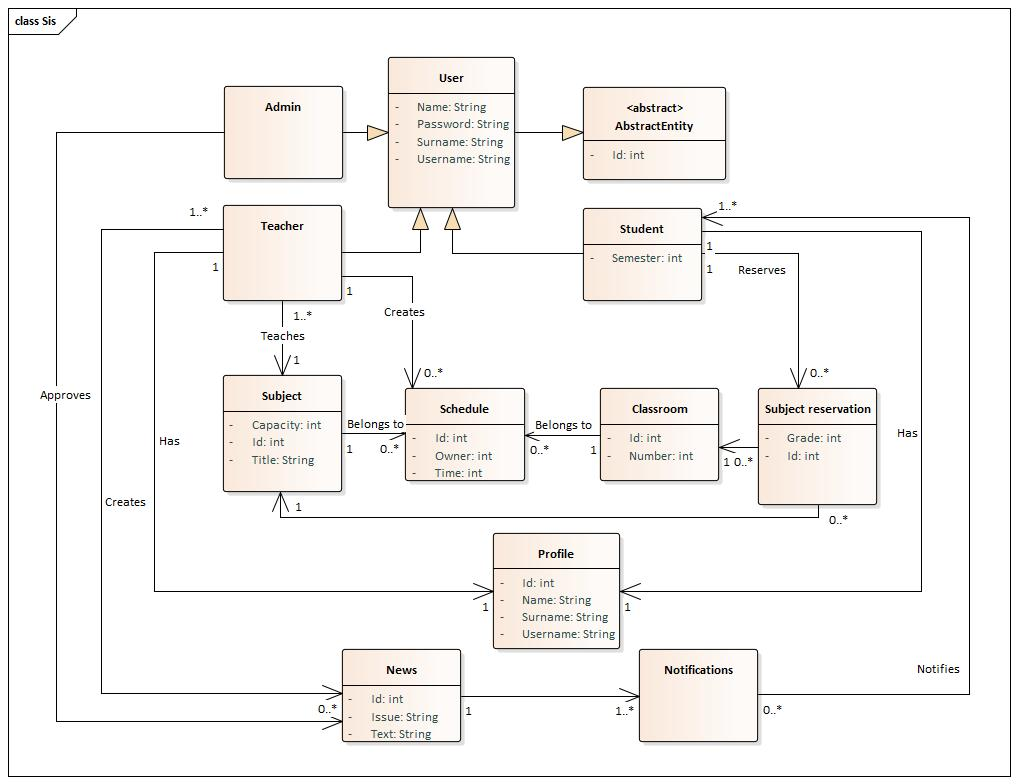 class Sis
User
- Name: String
- Password: String
- Surname: String
- Username: String
Admin
<abstract>
AbstractEntity
- Id: int
1..*
Teacher
1
1
Creates
1..*
Teaches
1
Student
- Semester: int
1..*
1
1
Reserves
0..*
0..*
Approves
Subject
- Capacity: int
- Id: int
- Title: String
Belongs to
1
0..*
Schedule
- Id: int
- Owner: int
- Time: int
Belongs to
0..*
1
Classroom
- Id: int
- Number: int
1 0..*
Subject reservation
- Grade: int
- Id: int
Has
Has
1
0..*
Creates
Profile
- Id: int
- Name: String
- Surname: String
- Username: String
1
1
News
- Id: int
- Issue: String
- Text: String
0..*
1
1..*
Notifications
0..*
Notifies